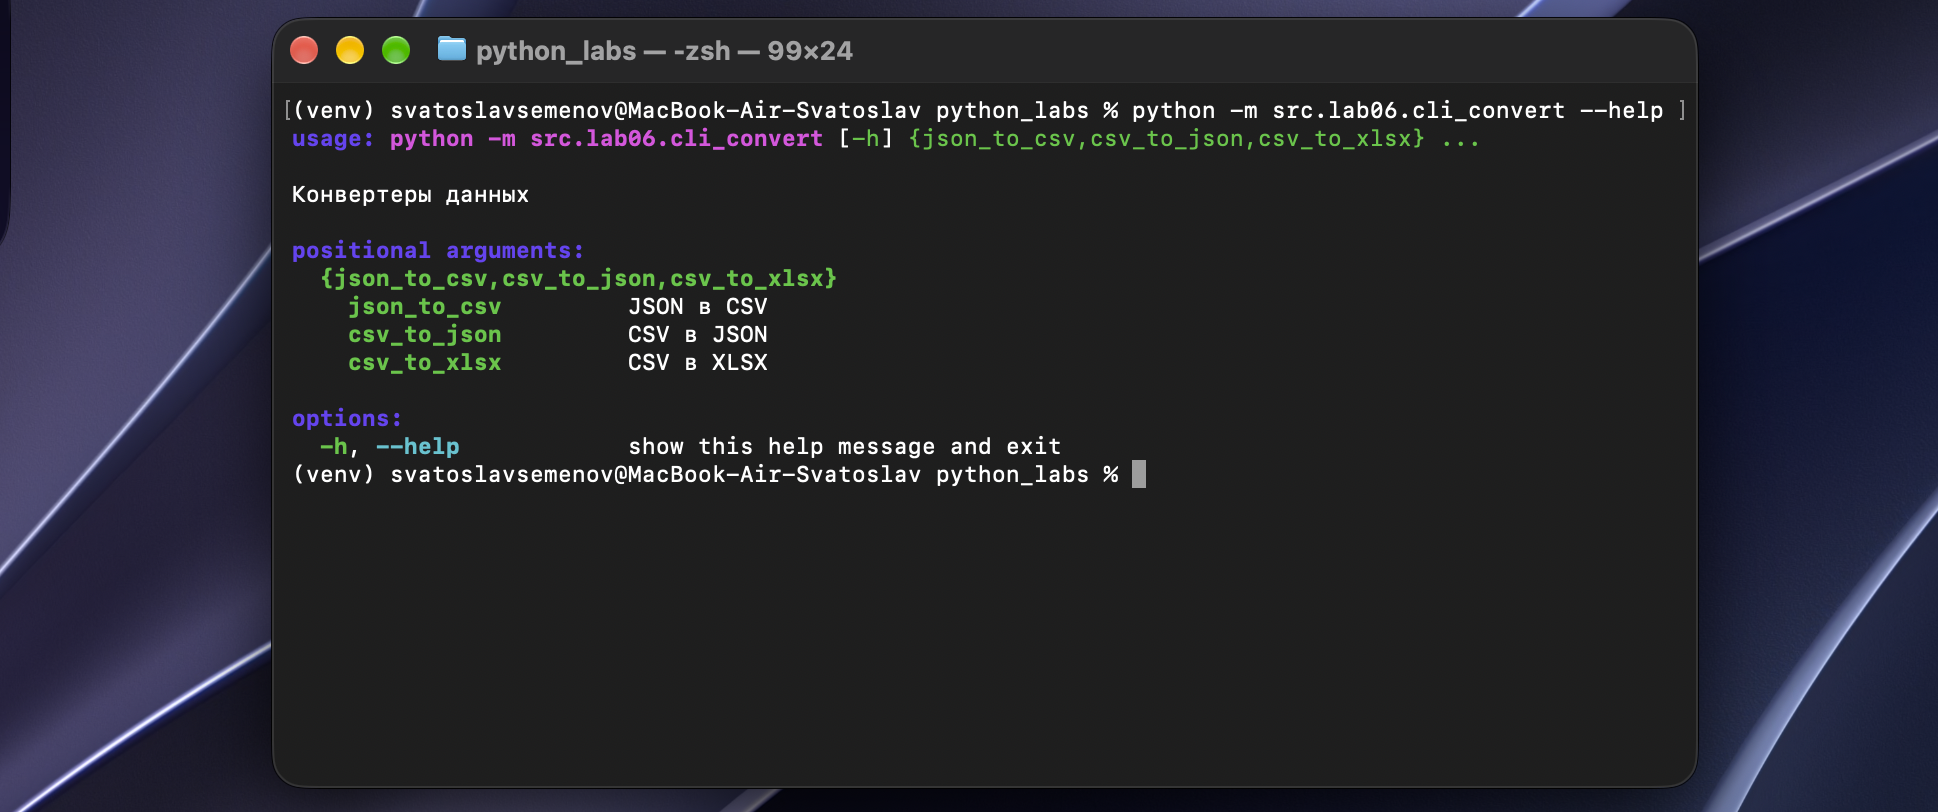 python_labs — -zsh — 99×24
[(venv) svatoslavsemenov@MacBook-Air-Svatoslav python_labs % python -m src.lab06.cli_convert --help ]
usage: python -m src.lab06.cli_convert [-h] {json_to_csv,csv_to_json,csv_to_xlsx} ...
Конвертеры данных
positional arguments:
{json_to_csv,csv_to_json,csv_to_xlsx}
json_to_csv JSON в CSV
csv_to_json CSV в JSON
csv_to_xlsx CSV в XLSX
options:
-h, --help show this help message and exit
(venv) svatoslavsemenov@MacBook-Air-Svatoslav python_labs %